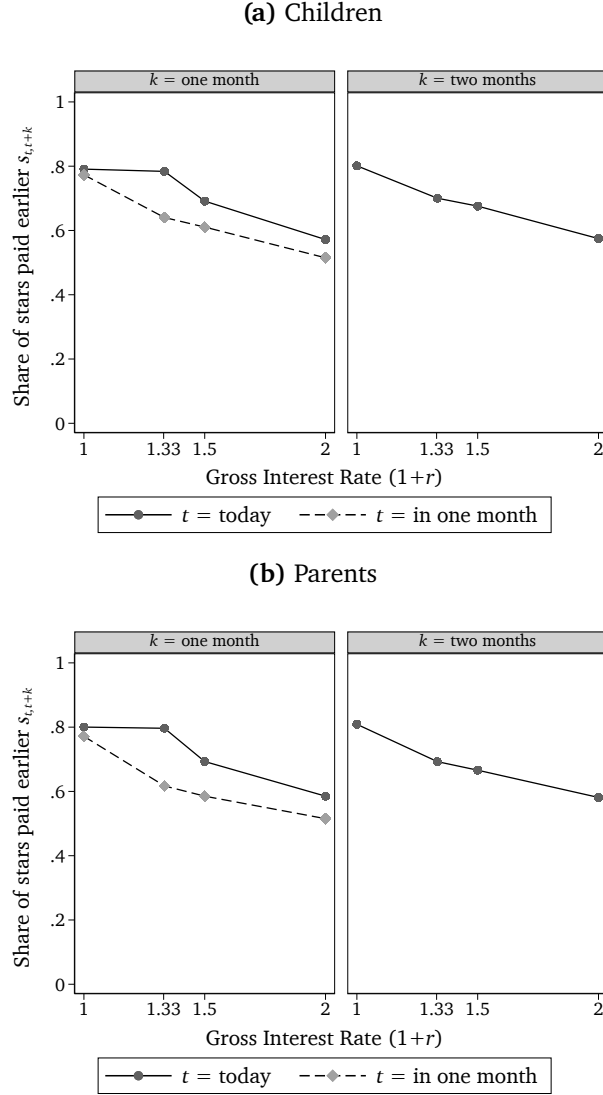 (a) Children
k = one month
k = two months
Share of stars paid earlier s_{t,t+k}
1
.8
.6
.4
.2
0
1 1.33 1.5 2
1 1.33 1.5 2
Gross Interest Rate (1+r)
t = today t = in one month
(b) Parents
k = one month
k = two months
Share of stars paid earlier s_{t,t+k}
1
.8
.6
.4
.2
0
1 1.33 1.5 2
1 1.33 1.5 2
Gross Interest Rate (1+r)
t = today t = in one month